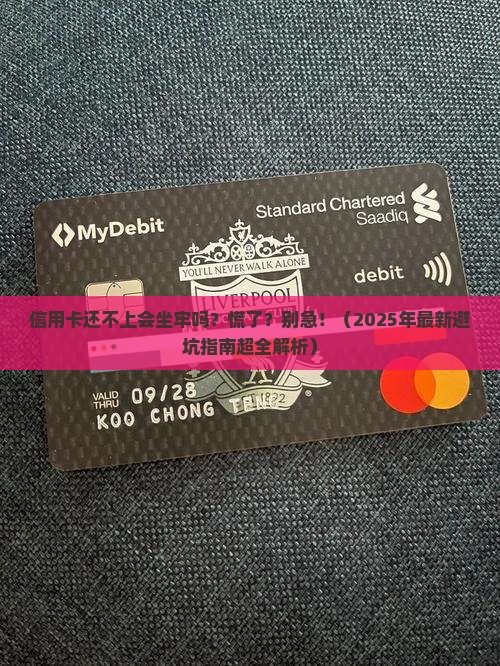 MyDebit
Standard Chartered
Saadiq
YOU'LL NEVER WALK ALONE
debit
LIVERPOOL
信用卡还不上会坐牢吗？慌了？别急！（2025年最新避
坑指南超全解析）
VALID
THRU
09/28
KOO CHONG